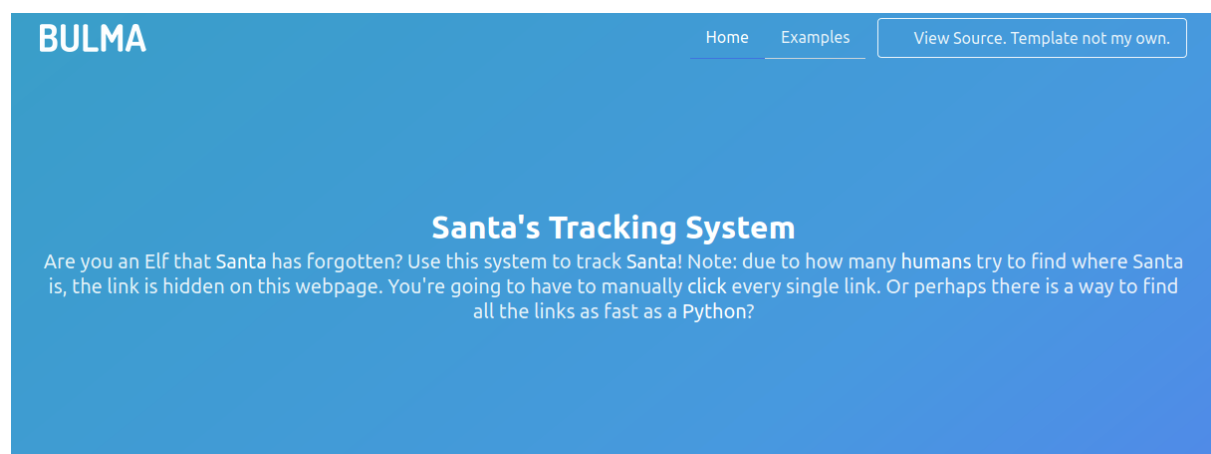 BULMA
Home Examples View Source. Template not my own.
Santa's Tracking System
Are you an Elf that Santa has forgotten? Use this system to track Santa! Note: due to how many humans try to find where Santa
is, the link is hidden on this webpage. You're going to have to manually click every single link. Or perhaps there is a way to find
all the links as fast as a Python?